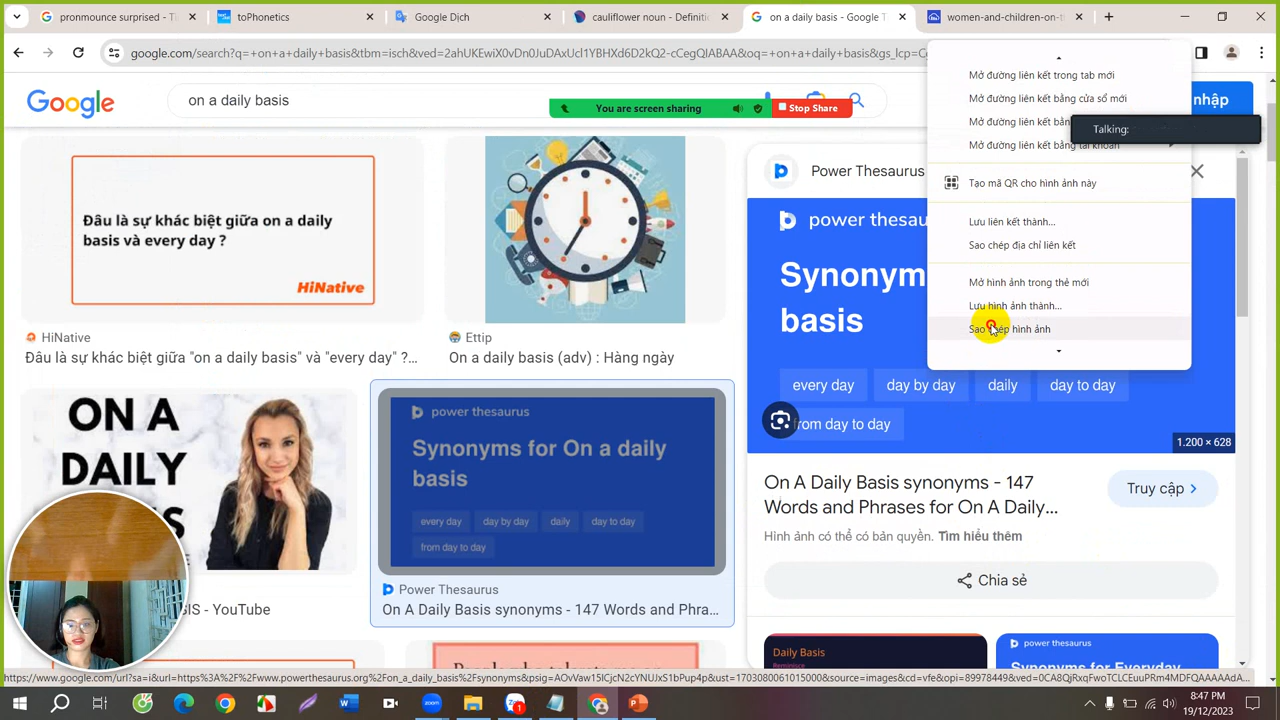 pronmounce surprised - Ti
toPhonetics
Google Dịch
cauliflower noun - Definiti
on a daily basis - Google T
women-and-children-on-t
google.com/search?q=+on+a+daily+basis&tbm=isch&ved=2ahUKEwiX0vDn0JuDAxUcl1YBHXd6D2kQ2-cCegQIABAA&oq=+on+a+daily+basis&gs_lcp=C
Google
on a daily basis
You are screen sharing
Stop Share
nhập
Talking:
Mở đường liên kết trong tab mới
Mở đường liên kết bằng cửa sổ mới
Mở đường liên kết bằn
Mở đường liên kết bằng tài khoản
Tạo mã QR cho hình ảnh này
Lưu liên kết thành...
Sao chép địa chỉ liên kết
Mở hình ảnh trong thẻ mới
Lưu hình ảnh thành...
Sao chép hình ảnh
Đâu là sự khác biệt giữa on a daily
basis và every day ?
HiNative
HiNative
Đâu là sự khác biệt giữa "on a daily basis" và "every day" ?...
Ettip
On a daily basis (adv) : Hàng ngày
ON A
DAILY
SIS - YouTube
power thesaurus
Synonyms for On a daily
basis
every day
day by day
daily
day to day
from day to day
Power Thesaurus
On A Daily Basis synonyms - 147 Words and Phra...
Power Thesaurus
power thesaurus
Synonym
basis
every day
day by day
daily
day to day
from day to day
1.200 × 628
On A Daily Basis synonyms - 147
Words and Phrases for On A Daily...
Truy cập
Hình ảnh có thể có bản quyền. Tìm hiểu thêm
Chia sẻ
Daily Basis
Reminisce
power thesaurus
Synonyms for Everyday
8:47 PM
19/12/2023